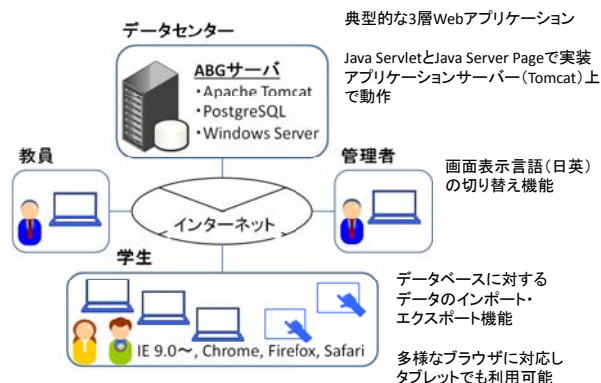 データセンター
ABGサーバ
・Apache Tomcat
・PostgreSQL
・Windows Server
教員
管理者
インターネット
学生
IE 9.0～, Chrome, Firefox, Safari
典型的な3層Webアプリケーション
Java ServletとJava Server Pageで実装
アプリケーションサーバー（Tomcat）上
で動作
画面表示言語（日英）
の切り替え機能
データベースに対する
データのインポート・
エクスポート機能
多様なブラウザに対応し
タブレットでも利用可能